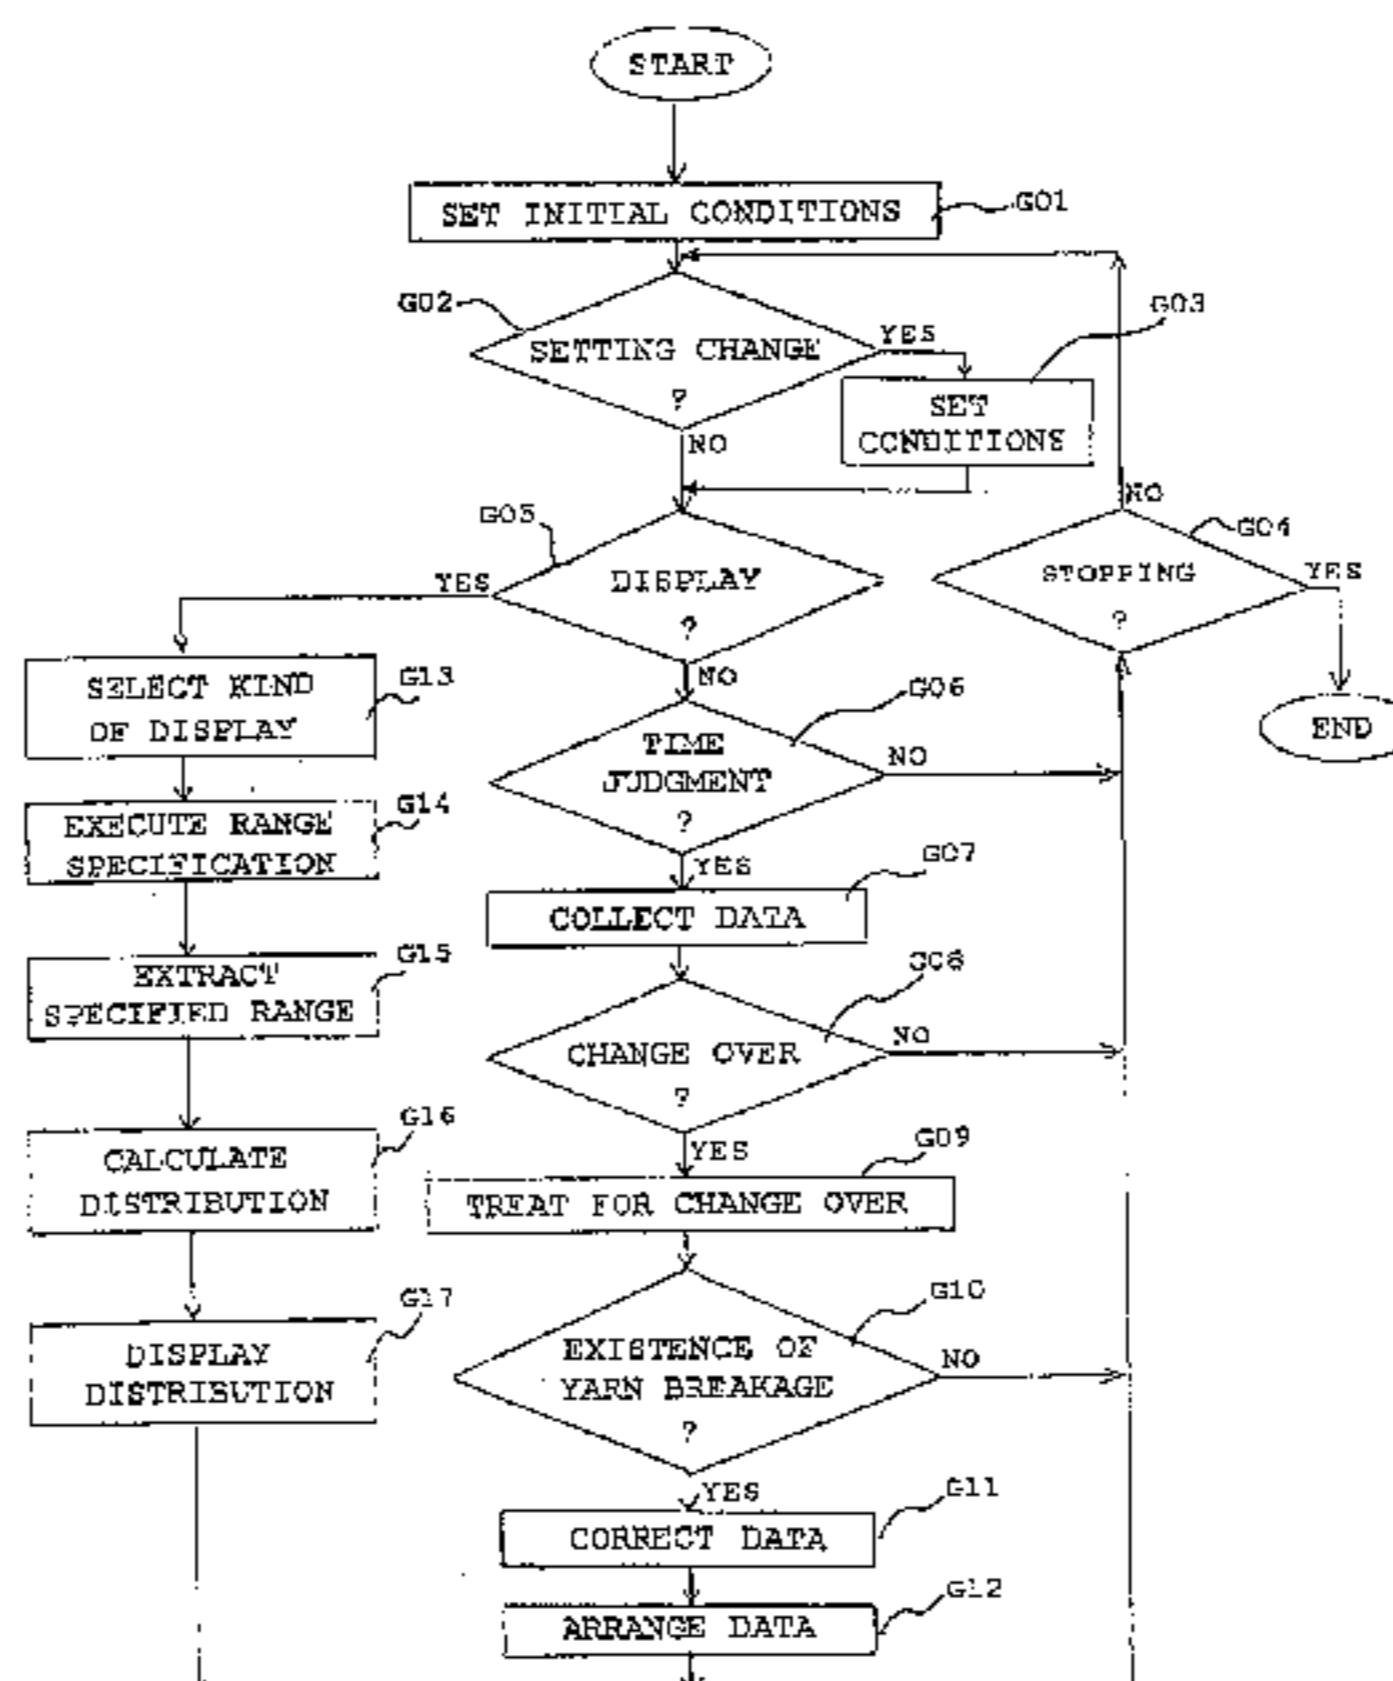 START
SET INITIAL CONDITIONS
G01
G02
SETTING CHANGE
?
YES
NO
G03
SET
CONDITIONS
G05
DISPLAY
?
YES
NO
NO
G04
STOPPING
?
YES
END
G13
SELECT KIND
OF DISPLAY
G06
TIME
JUDGMENT
?
NO
YES
G14
EXECUTE RANGE
SPECIFICATION
G07
COLLECT DATA
G15
EXTRACT
SPECIFIED RANGE
G08
CHANGE OVER
?
NO
YES
G16
CALCULATE
DISTRIBUTION
G09
TREAT FOR CHANGE OVER
G17
DISPLAY
DISTRIBUTION
G10
EXISTENCE OF
YARN BREAKAGE
?
NO
YES
G11
CORRECT DATA
G12
ARRANGE DATA